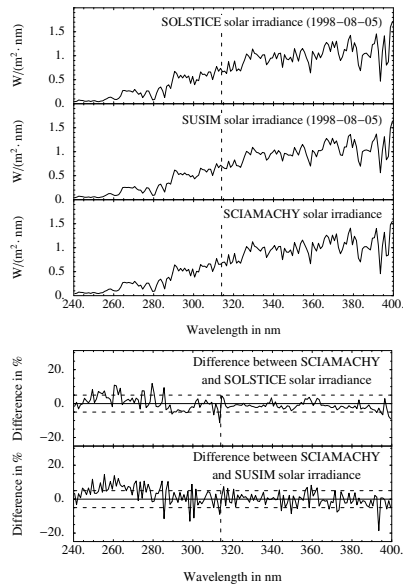 SOLSTICE solar irradiance (1998−08−05)
W/(m²· nm)
1.5
1.
0.5
0.
SUSIM solar irradiance (1998−08−05)
W/(m²· nm)
1.5
1.
0.5
0.
SCIAMACHY solar irradiance
W/(m²· nm)
1.5
1.
0.5
0.
240. 260. 280. 300. 320. 340. 360. 380. 400.
Wavelength in nm
Difference between SCIAMACHY
and SOLSTICE solar irradiance
Difference in %
20.
0.
−20.
Difference between SCIAMACHY
and SUSIM solar irradiance
Difference in %
20.
0.
−20.
240. 260. 280. 300. 320. 340. 360. 380. 400.
Wavelength in nm